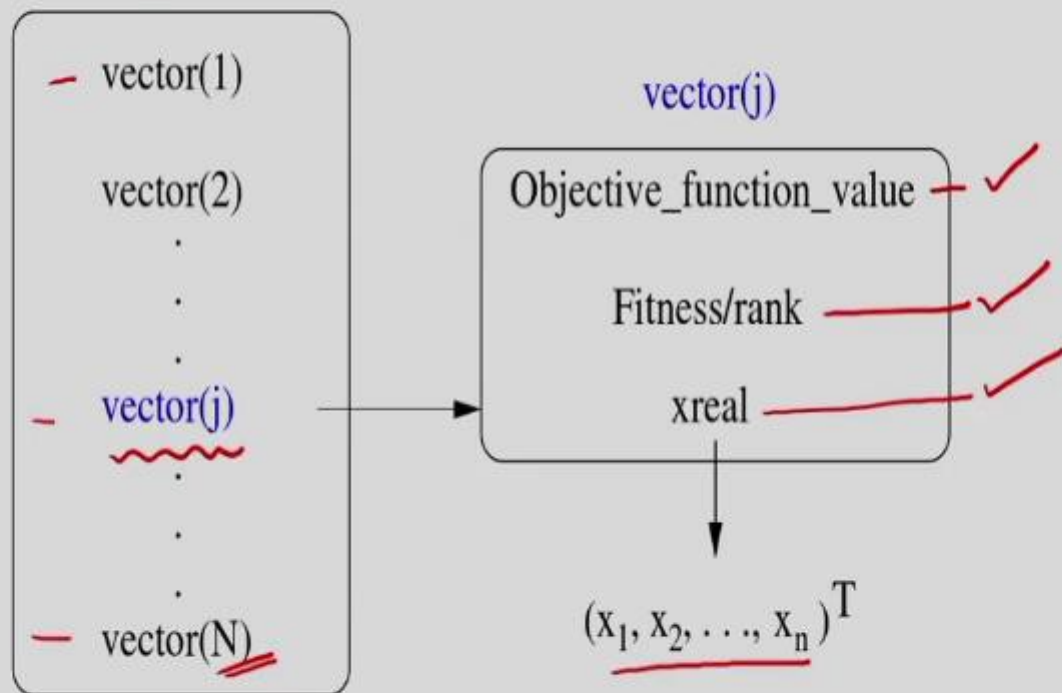 vector(1)
vector(2)
.
.
.
vector(j)
.
.
.
vector(N)
vector(j)
Objective_function_value
Fitness/rank
xreal
(x₁, x₂, . . ., xₙ)ᵀ